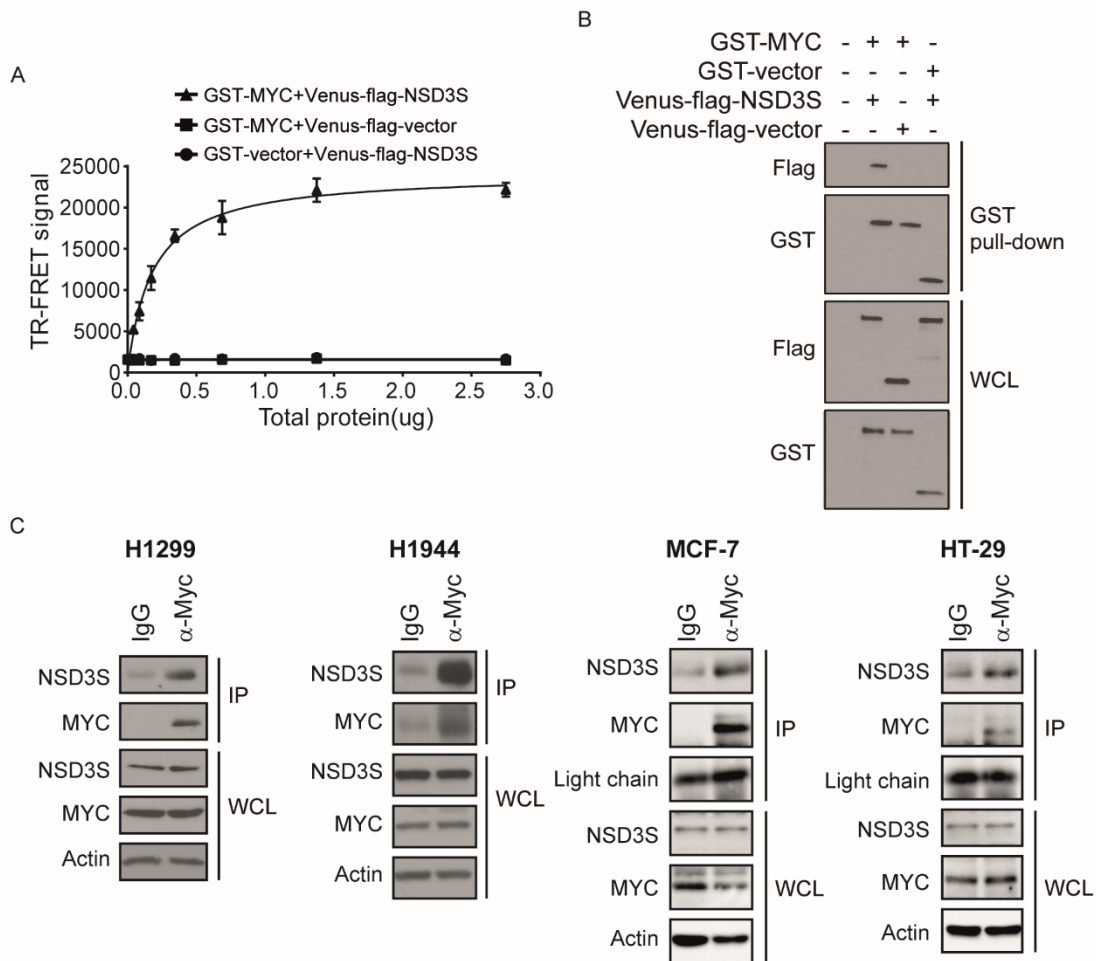 A
GST-MYC+Venus-flag-NSD3S
GST-MYC+Venus-flag-vector
GST-vector+Venus-flag-NSD3S
TR-FRET signal
25000
20000
15000
10000
5000
0
0.0 0.5 1.0 1.5 2.0 2.5 3.0
Total protein(ug)
B
GST-MYC - + + -
GST-vector - - - +
Venus-flag-NSD3S - + - +
Venus-flag-vector - - + -
Flag
GST
GST
pull-down
Flag
GST
WCL
C
H1299
IgG α-Myc
NSD3S
MYC
IP
NSD3S
MYC
Actin
WCL
H1944
IgG α-Myc
NSD3S
MYC
IP
NSD3S
MYC
Actin
WCL
MCF-7
IgG α-Myc
NSD3S
MYC
Light chain
IP
NSD3S
MYC
Actin
WCL
HT-29
IgG α-Myc
NSD3S
MYC
Light chain
IP
NSD3S
MYC
Actin
WCL